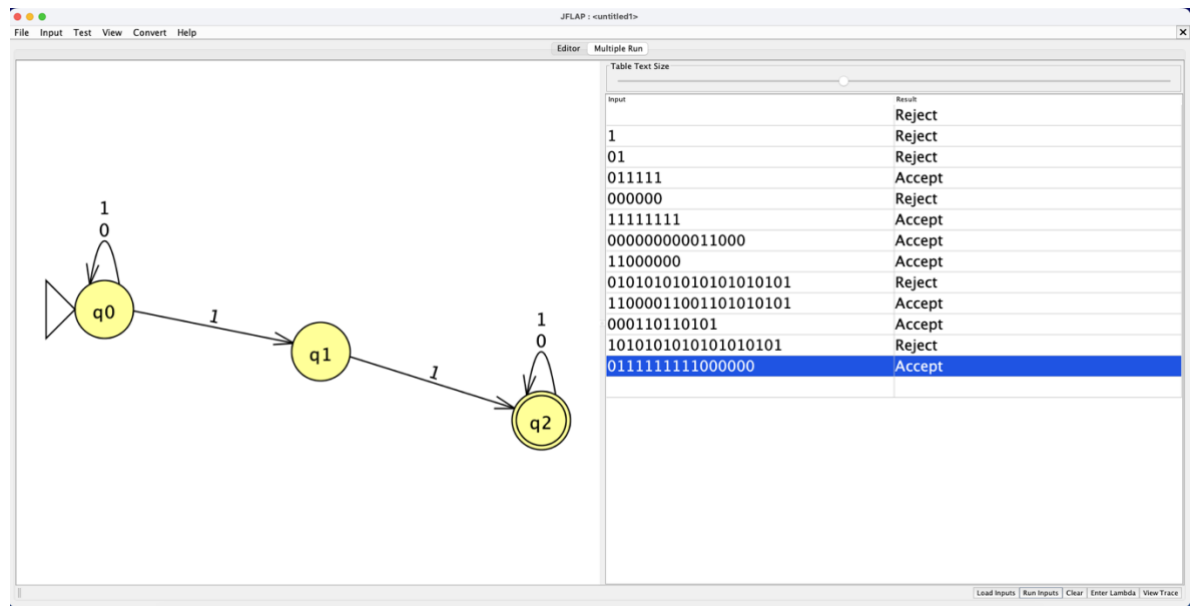 JFLAP : <untitled1>
File Input Test View Convert Help
Editor Multiple Run
Table Text Size
Input Result
Reject
1 Reject
01 Reject
011111 Accept
000000 Reject
11111111 Accept
000000000011000 Accept
11000000 Accept
01010101010101010101 Reject
11000011001101010101 Accept
000110110101 Accept
1010101010101010101 Reject
0111111111000000 Accept
1
0
q0
1
q1
1
1
0
q2
Load Inputs Run Inputs Clear Enter Lambda View Trace